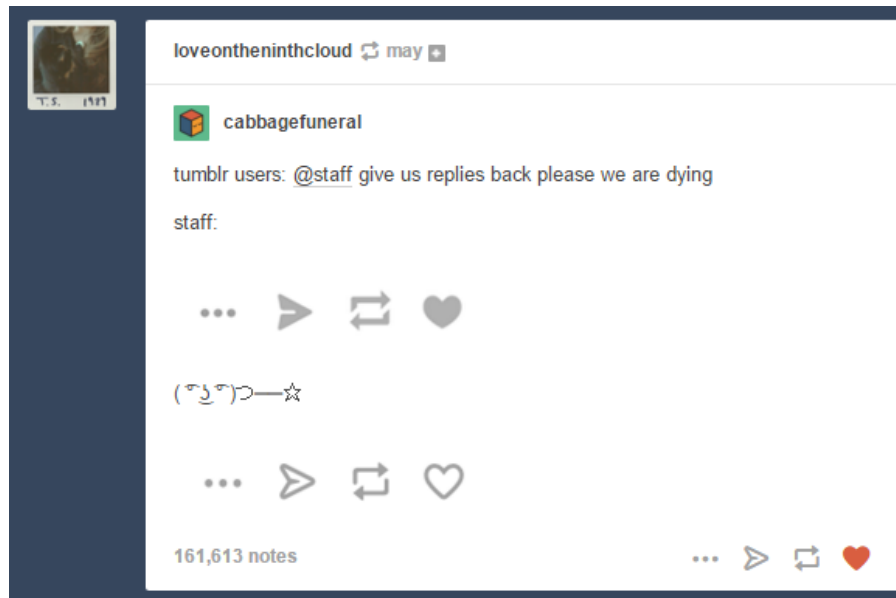 T.S. 1989
loveontheninthcloud may
cabbagefuneral
tumblr users: @staff give us replies back please we are dying
staff:
( ͡° ͜ʖ ͡°)つ──☆
161,613 notes